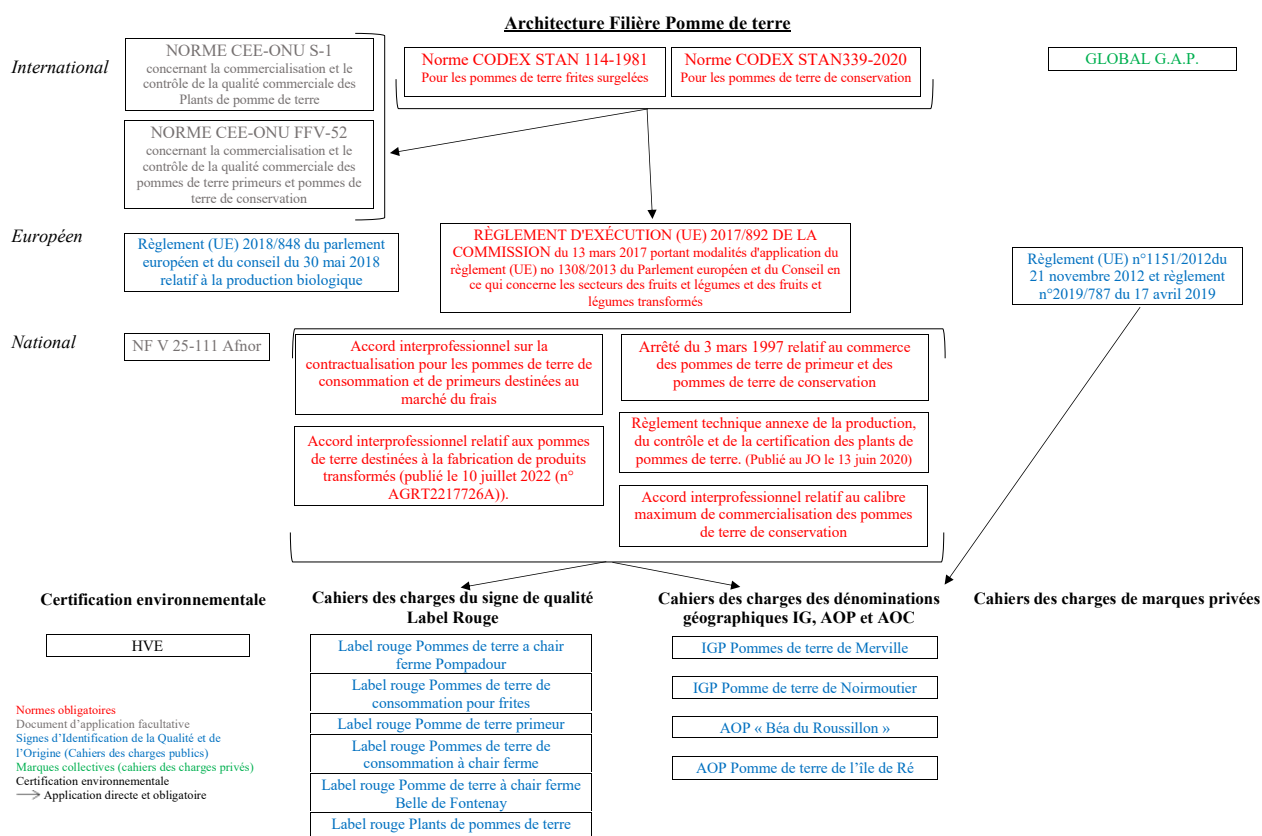 Architecture Filière Pomme de terre
International
NORME CEE-ONU S-1
concernant la commercialisation et le
contrôle de la qualité commerciale des
Plants de pomme de terre
Norme CODEX STAN 114-1981
Pour les pommes de terre frites surgelées
Norme CODEX STAN339-2020
Pour les pommes de terre de conservation
GLOBAL G.A.P.
NORME CEE-ONU FFV-52
concernant la commercialisation et le
contrôle de la qualité commerciale des
pommes de terre primeurs et pommes de
terre de conservation
Européen
Règlement (UE) 2018/848 du parlement
européen et du conseil du 30 mai 2018
relatif à la production biologique
RÈGLEMENT D'EXÉCUTION (UE) 2017/892 DE LA
COMMISSION du 13 mars 2017 portant modalités d'application du
règlement (UE) no 1308/2013 du Parlement européen et du Conseil en
ce qui concerne les secteurs des fruits et légumes et des fruits et
légumes transformés
Règlement (UE) n°1151/2012du
21 novembre 2012 et règlement
n°2019/787 du 17 avril 2019
National
NF V 25-111 Afnor
Accord interprofessionnel sur la
contractualisation pour les pommes de terre de
consommation et de primeurs destinées au
marché du frais
Arrêté du 3 mars 1997 relatif au commerce
des pommes de terre de primeur et des
pommes de terre de conservation
Accord interprofessionnel relatif aux pommes
de terre destinées à la fabrication de produits
transformés (publié le 10 juillet 2022 (n°
AGRT2217726A)).
Règlement technique annexe de la production,
du contrôle et de la certification des plants de
pommes de terre. (Publié au JO le 13 juin 2020)
Accord interprofessionnel relatif au calibre
maximum de commercialisation des pommes
de terre de conservation
Certification environnementale
HVE
Cahiers des charges du signe de qualité
Label Rouge
Label rouge Pommes de terre a chair
ferme Pompadour
Label rouge Pommes de terre de
consommation pour frites
Label rouge Pomme de terre primeur
Label rouge Pommes de terre de
consommation à chair ferme
Label rouge Pomme de terre à chair ferme
Belle de Fontenay
Label rouge Plants de pommes de terre
Cahiers des charges des dénominations
géographiques IG, AOP et AOC
IGP Pommes de terre de Merville
IGP Pomme de terre de Noirmoutier
AOP « Béa du Roussillon »
AOP Pomme de terre de l'île de Ré
Cahiers des charges de marques privées
Normes obligatoires
Document d'application facultative
Signes d'Identification de la Qualité et de
l'Origine (Cahiers des charges publics)
Marques collectives (cahiers des charges privés)
Certification environnementale
Application directe et obligatoire